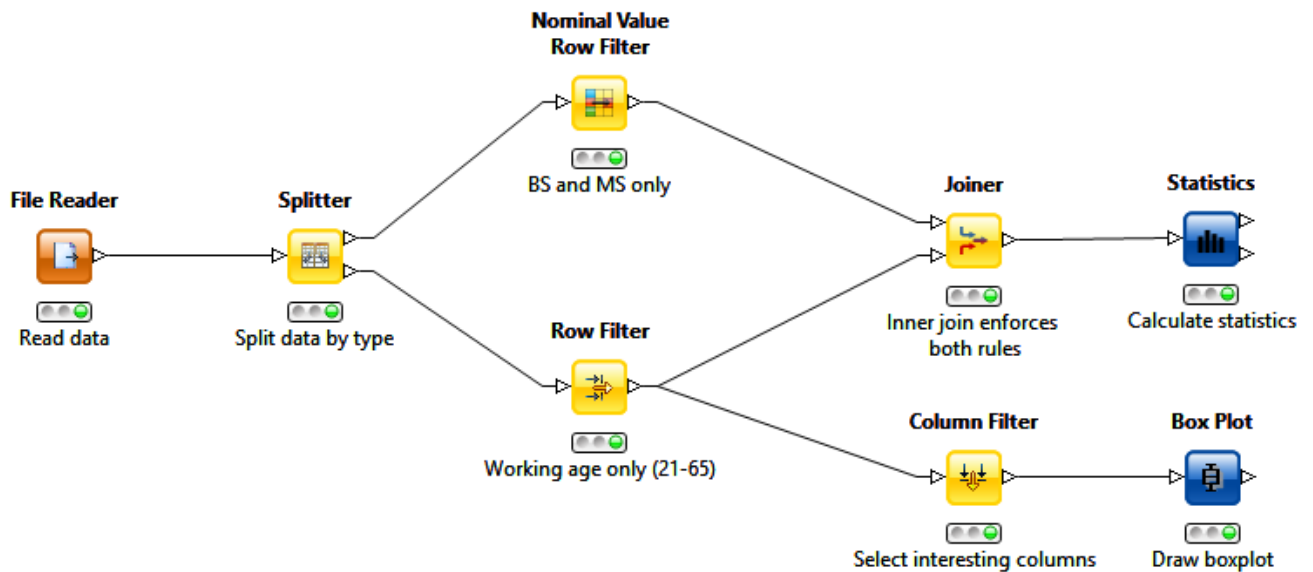 Nominal Value
Row Filter
BS and MS only
File Reader
Read data
Splitter
Split data by type
Row Filter
Working age only (21-65)
Joiner
Inner join enforces
both rules
Statistics
Calculate statistics
Column Filter
Select interesting columns
Box Plot
Draw boxplot